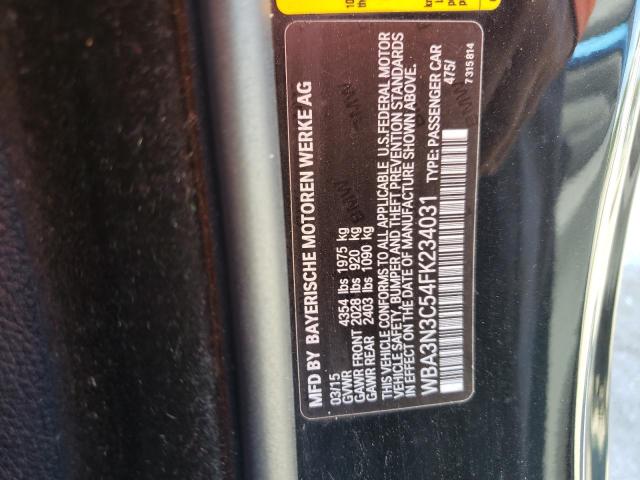 MFD BY BAYERISCHE MOTOREN WERKE AG
03/15
GVWR 4354 lbs 1975 kg
GAWR FRONT 2028 lbs 920 kg
GAWR REAR 2403 lbs 1090 kg
THIS VEHICLE CONFORMS TO ALL APPLICABLE U.S.FEDERAL MOTOR
VEHICLE SAFETY, BUMPER AND THEFT PREVENTION STANDARDS
IN EFFECT ON THE DATE OF MANUFACTURE SHOWN ABOVE.
WBA3N3C54FK234031 TYPE: PASSENGER CAR
475/
7 315 814